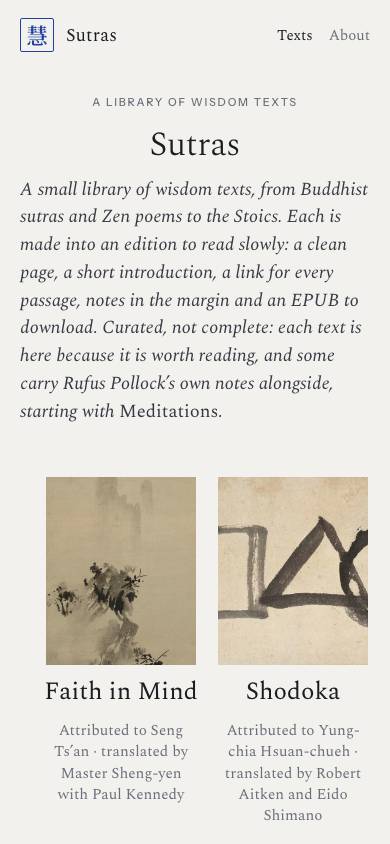 慧 Sutras Texts About
A LIBRARY OF WISDOM TEXTS
Sutras
A small library of wisdom texts, from Buddhist
sutras and Zen poems to the Stoics. Each is
made into an edition to read slowly: a clean
page, a short introduction, a link for every
passage, notes in the margin and an EPUB to
download. Curated, not complete: each text is
here because it is worth reading, and some
carry Rufus Pollock’s own notes alongside,
starting with Meditations.
Faith in Mind
Attributed to Seng
Ts’an · translated by
Master Sheng-yen
with Paul Kennedy
Shodoka
Attributed to Yung-
chia Hsuan-chueh ·
translated by Robert
Aitken and Eido
Shimano